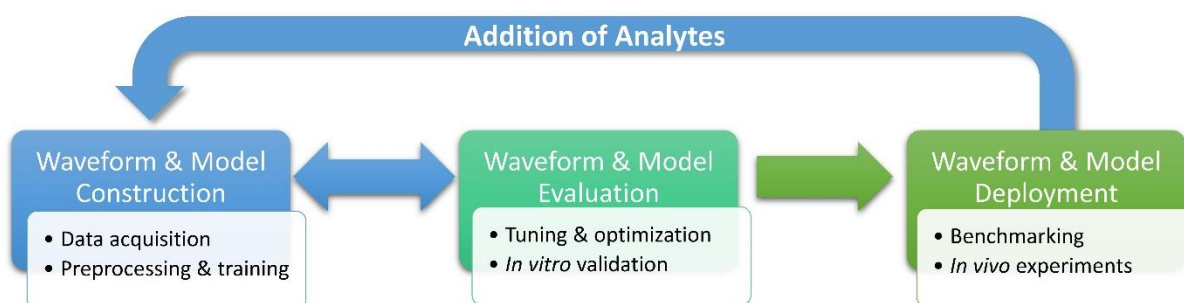 Addition of Analytes
Waveform & Model
Construction
• Data acquisition
• Preprocessing & training
Waveform & Model
Evaluation
• Tuning & optimization
• In vitro validation
Waveform & Model
Deployment
• Benchmarking
• In vivo experiments